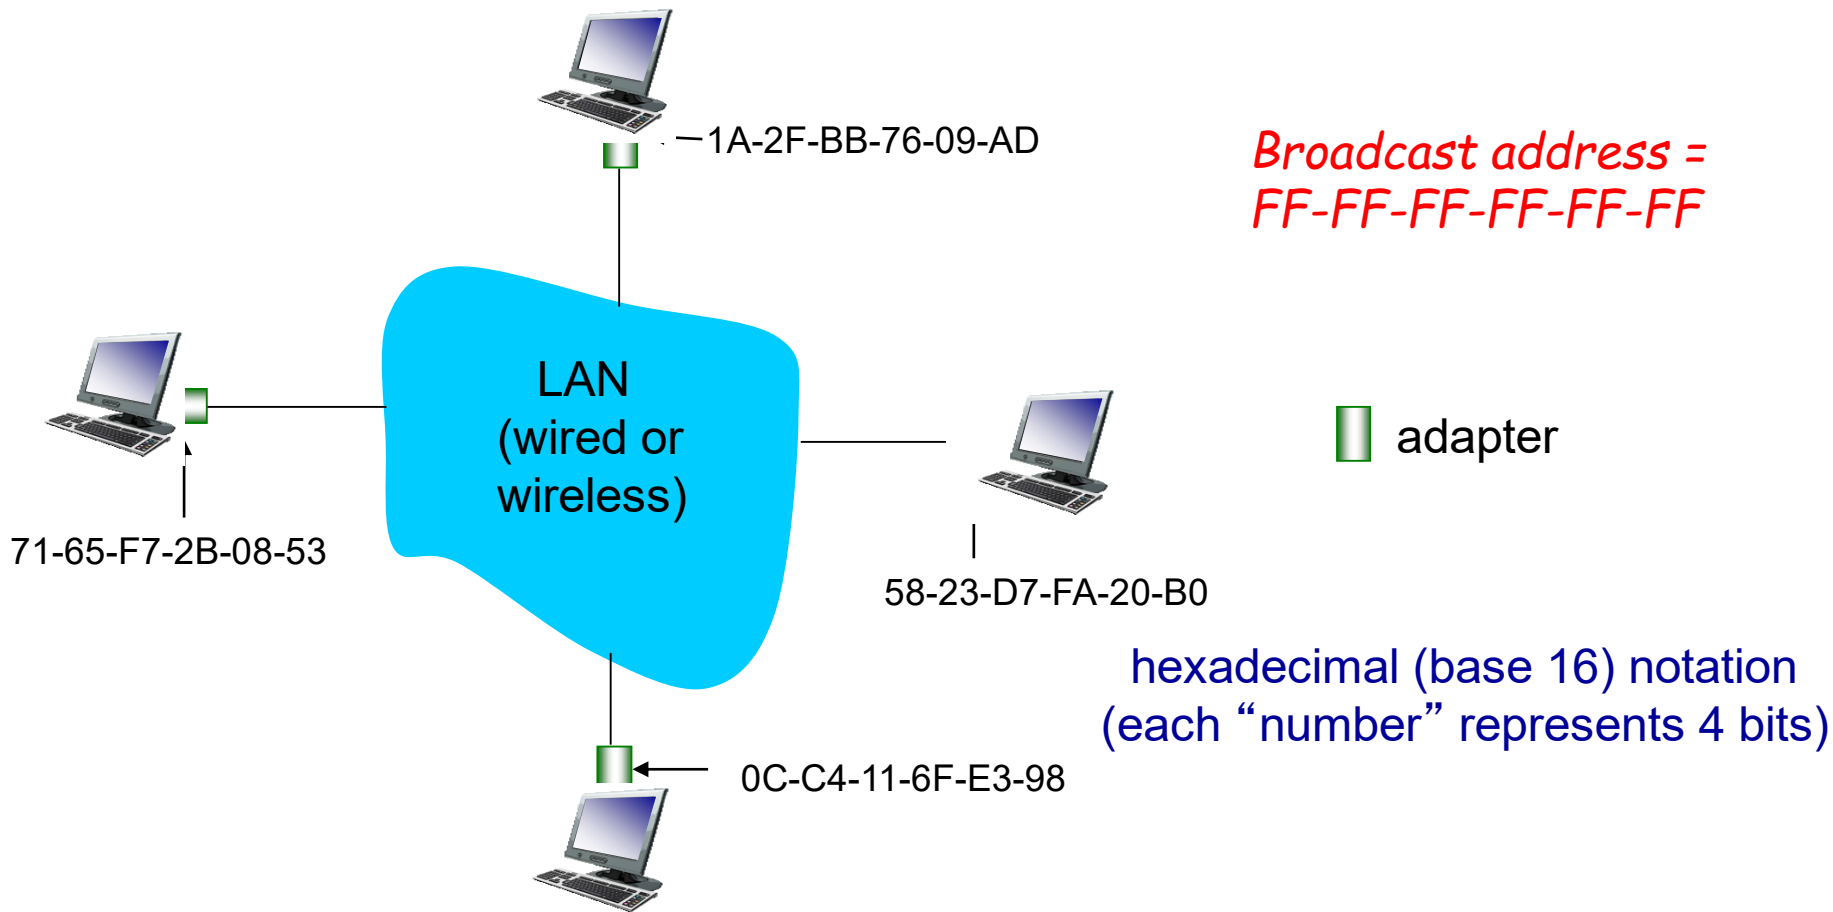 1A-2F-BB-76-09-AD
Broadcast address =
FF-FF-FF-FF-FF-FF
LAN
(wired or
wireless)
adapter
71-65-F7-2B-08-53
58-23-D7-FA-20-B0
hexadecimal (base 16) notation
(each “number” represents 4 bits)
0C-C4-11-6F-E3-98